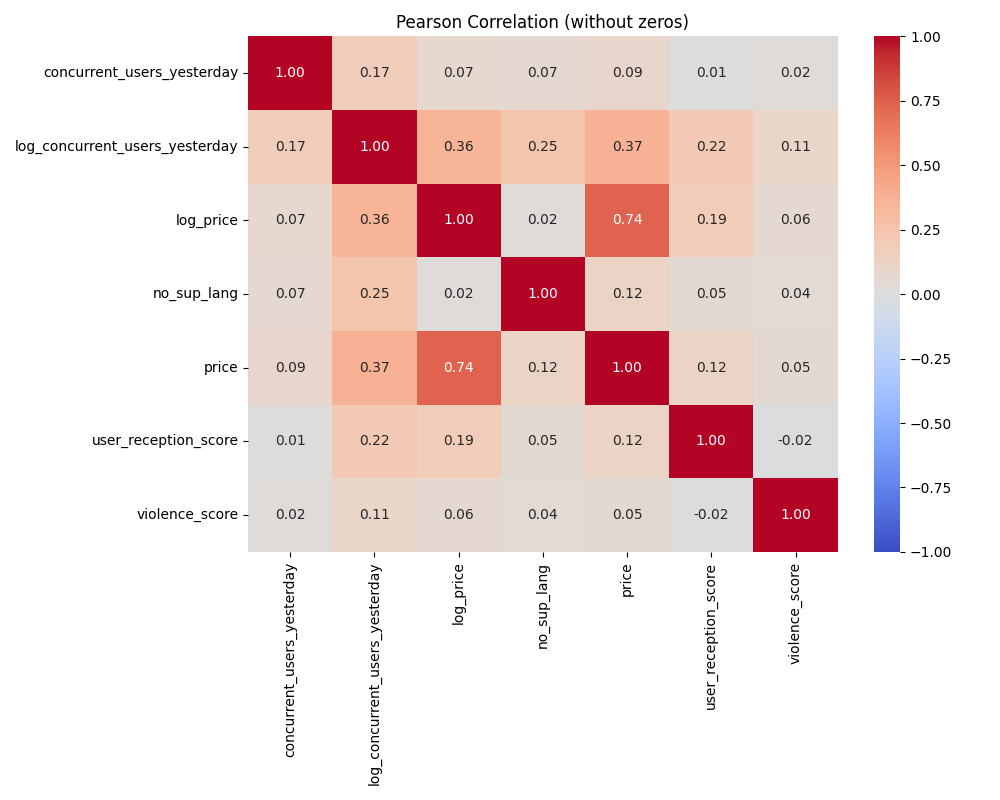 Pearson Correlation (without zeros)
concurrent_users_yesterday 1.00 0.17 0.07 0.07 0.09 0.01 0.02
log_concurrent_users_yesterday 0.17 1.00 0.36 0.25 0.37 0.22 0.11
log_price 0.07 0.36 1.00 0.02 0.74 0.19 0.06
no_sup_lang 0.07 0.25 0.02 1.00 0.12 0.05 0.04
price 0.09 0.37 0.74 0.12 1.00 0.12 0.05
user_reception_score 0.01 0.22 0.19 0.05 0.12 1.00 -0.02
violence_score 0.02 0.11 0.06 0.04 0.05 -0.02 1.00
concurrent_users_yesterday
log_concurrent_users_yesterday
log_price
no_sup_lang
price
user_reception_score
violence_score
1.00
0.75
0.50
0.25
0.00
−0.25
−0.50
−0.75
−1.00